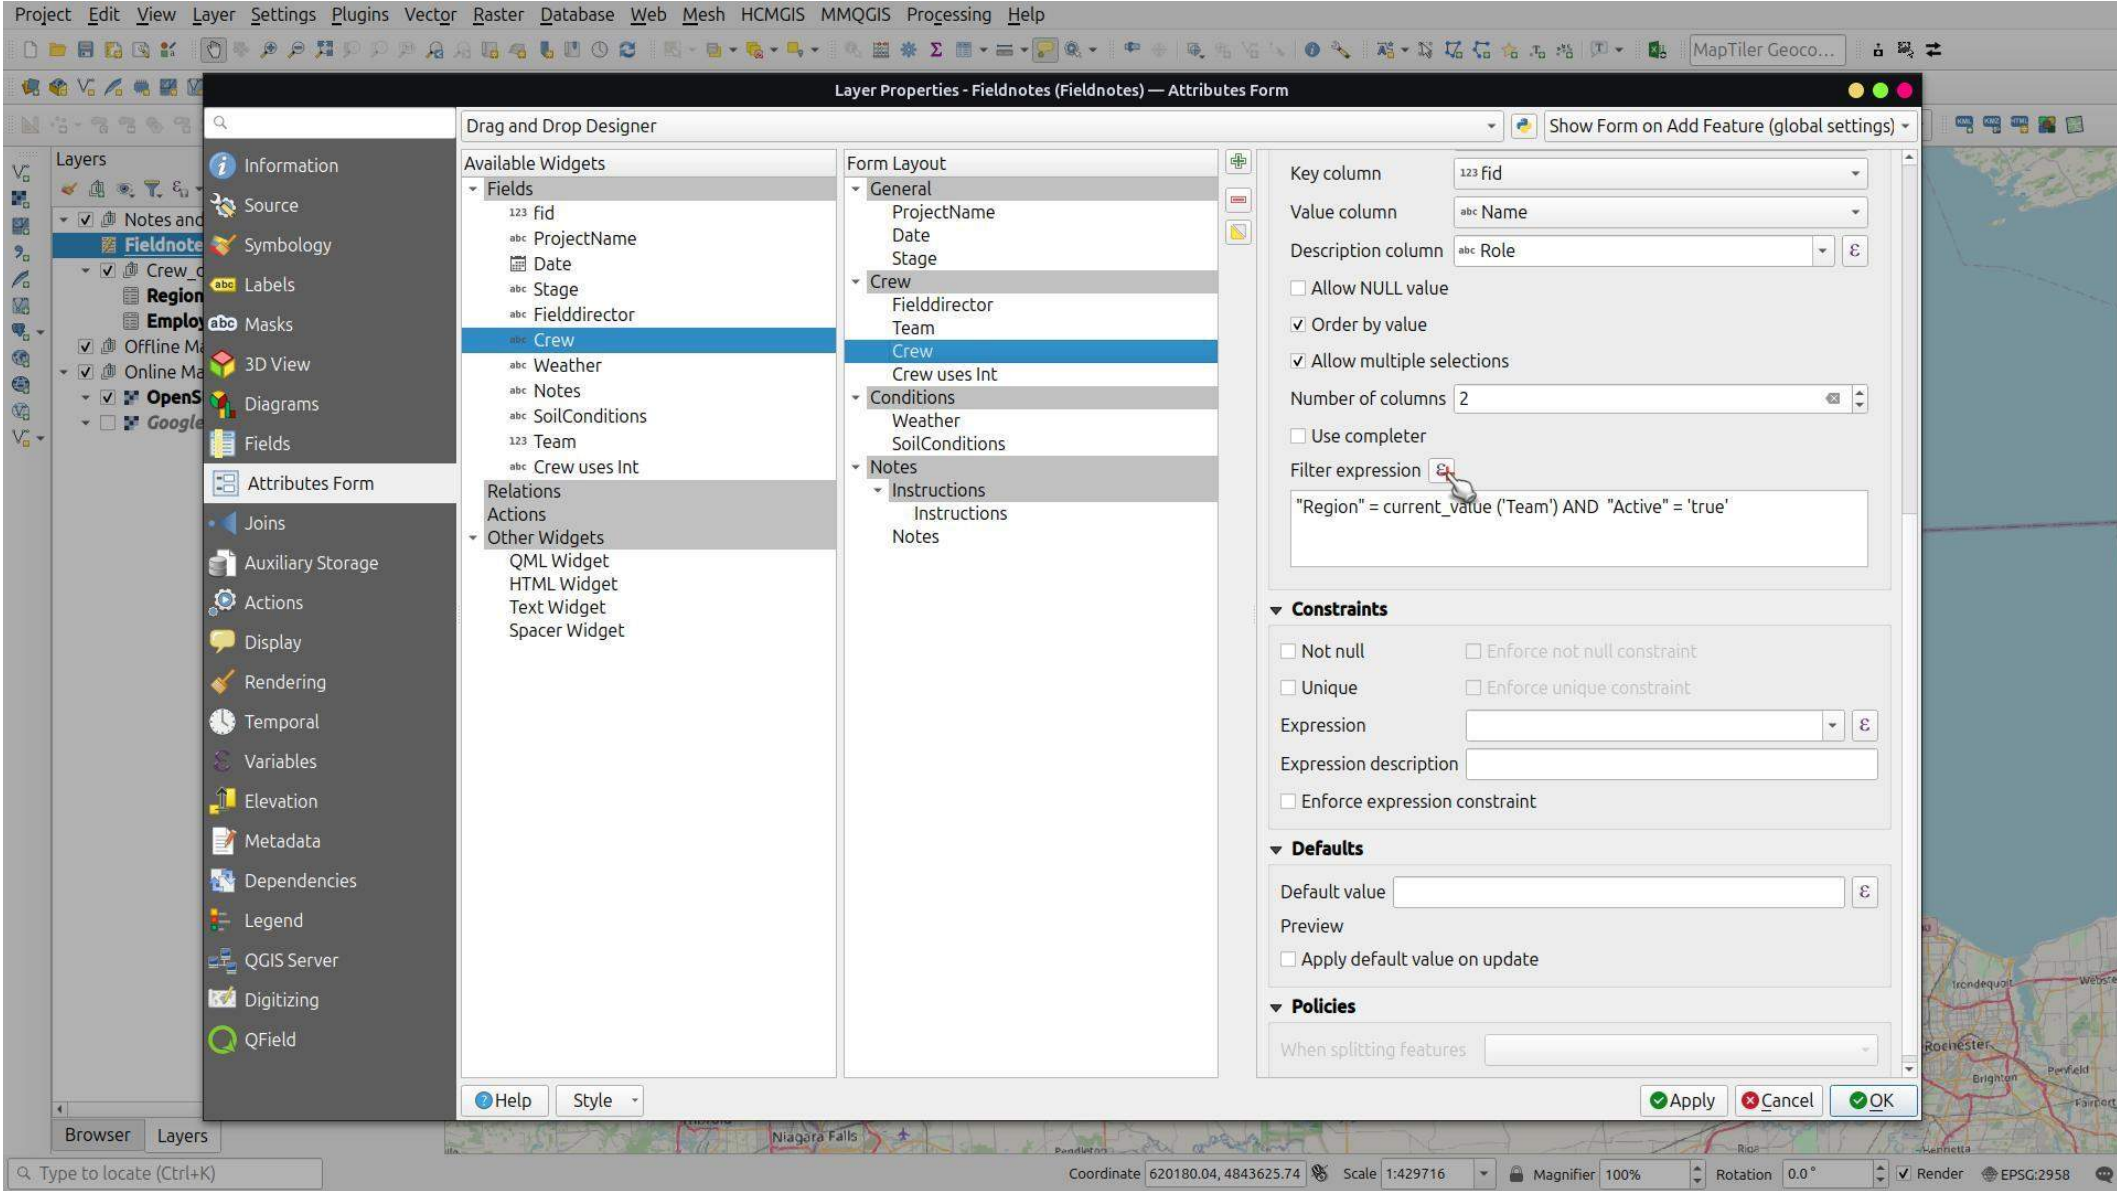 Project Edit View Layer Settings Plugins Vector Raster Database Web Mesh HCMGIS MMQGIS Processing Help
MapTiler Geoco...
Layer Properties - Fieldnotes (Fieldnotes) — Attributes Form
Layers
Notes and
Fieldnote
Crew_
Region
Employ
Offline Ma
Online Ma
OpenS
Google
Information
Source
Symbology
abc Labels
abc Masks
3D View
Diagrams
Fields
Attributes Form
Joins
Auxiliary Storage
Actions
Display
Rendering
Temporal
Variables
Elevation
Metadata
Dependencies
Legend
QGIS Server
Digitizing
QField
Drag and Drop Designer
Show Form on Add Feature (global settings)
Available Widgets
Fields
123 fid
abc ProjectName
Date
abc Stage
abc Fielddirector
abc Crew
abc Weather
abc Notes
abc SoilConditions
123 Team
abc Crew uses Int
Relations
Actions
Other Widgets
QML Widget
HTML Widget
Text Widget
Spacer Widget
Form Layout
General
ProjectName
Date
Stage
Crew
Fielddirector
Team
Crew
Crew uses Int
Conditions
Weather
SoilConditions
Notes
Instructions
Instructions
Notes
Key column 123 fid
Value column abc Name
Description column abc Role ε
Allow NULL value
Order by value
Allow multiple selections
Number of columns 2
Use completer
Filter expression ε
"Region" = current_value ('Team') AND "Active" = 'true'
Constraints
Not null Enforce not null constraint
Unique Enforce unique constraint
Expression ε
Expression description
Enforce expression constraint
Defaults
Default value ε
Preview
Apply default value on update
Policies
When splitting features
Help Style Apply Cancel OK
Irondequoit
Webste
Rochester
Brighton
Penfield
Fairport
Henrietta
Niagara Falls
Pendleton
Riga
Browser Layers
Type to locate (Ctrl+K)
Coordinate 620180.04, 4843625.74 Scale 1:429716 Magnifier 100% Rotation 0.0° Render EPSG:2958